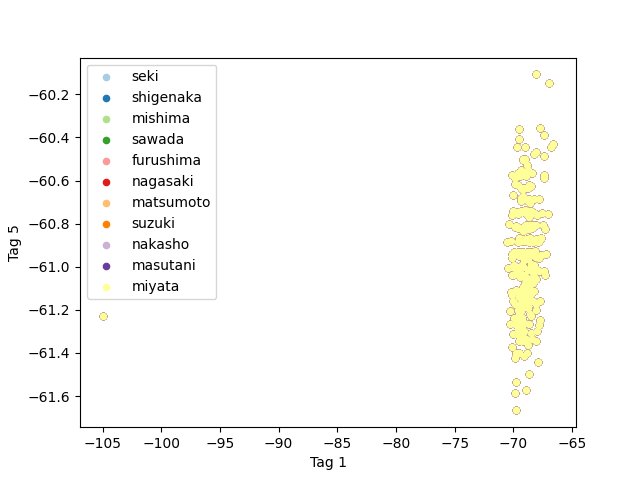 seki
shigenaka
mishima
sawada
furushima
nagasaki
matsumoto
suzuki
nakasho
masutani
miyata
Tag 5
−60.2
−60.4
−60.6
−60.8
−61.0
−61.2
−61.4
−61.6
−105 −100 −95 −90 −85 −80 −75 −70 −65
Tag 1